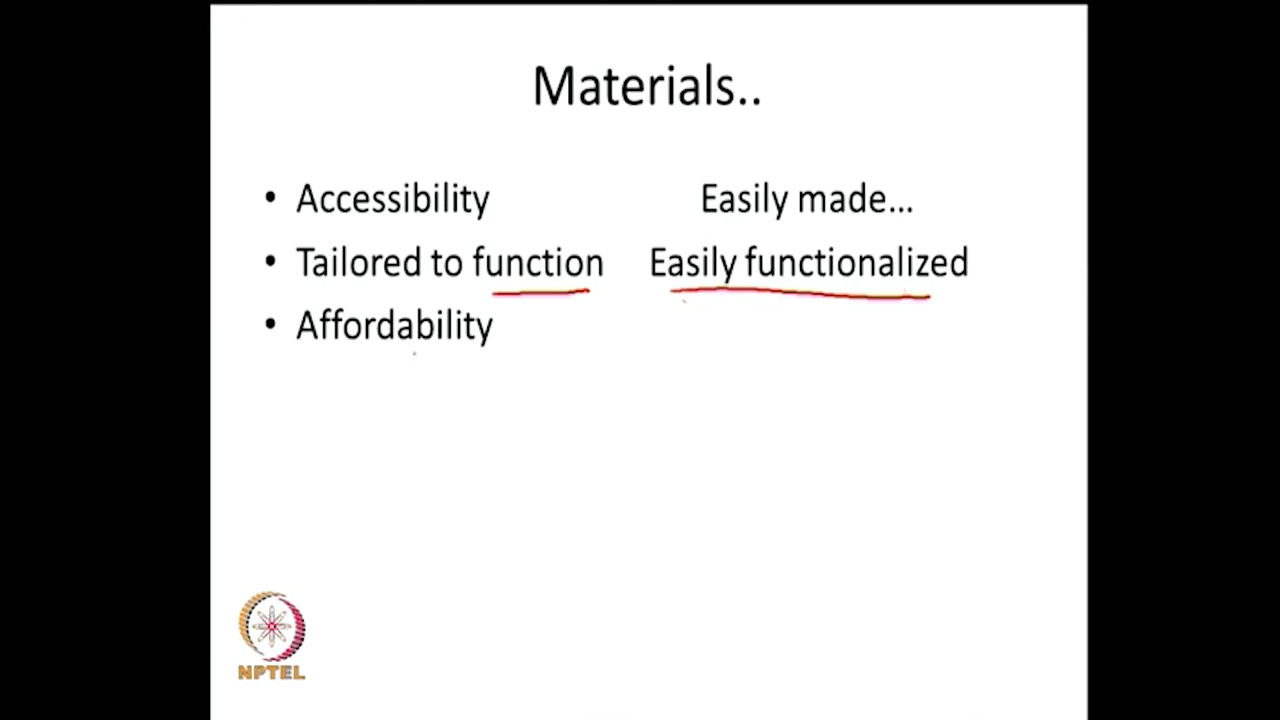 Materials..
• Accessibility Easily made...
• Tailored to function Easily functionalized
• Affordability
NPTEL